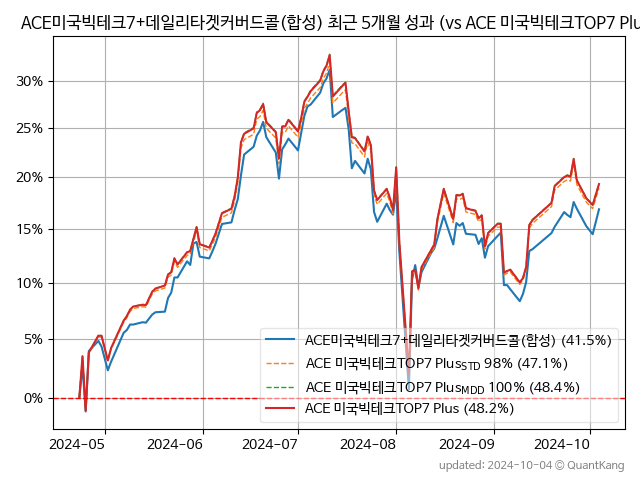 ACE미국빅테크7+데일리타겟커버드콜(합성) 최근 5개월 성과 (vs ACE 미국빅테크TOP7 Plu
30%
25%
20%
15%
10%
5%
0%
ACE미국빅테크7+데일리타겟커버드콜(합성) (41.5%)
ACE 미국빅테크TOP7 PlusSTD 98% (47.1%)
ACE 미국빅테크TOP7 PlusMDD 100% (48.4%)
ACE 미국빅테크TOP7 Plus (48.2%)
2024-05 2024-06 2024-07 2024-08 2024-09 2024-10
updated: 2024-10-04 © QuantKang